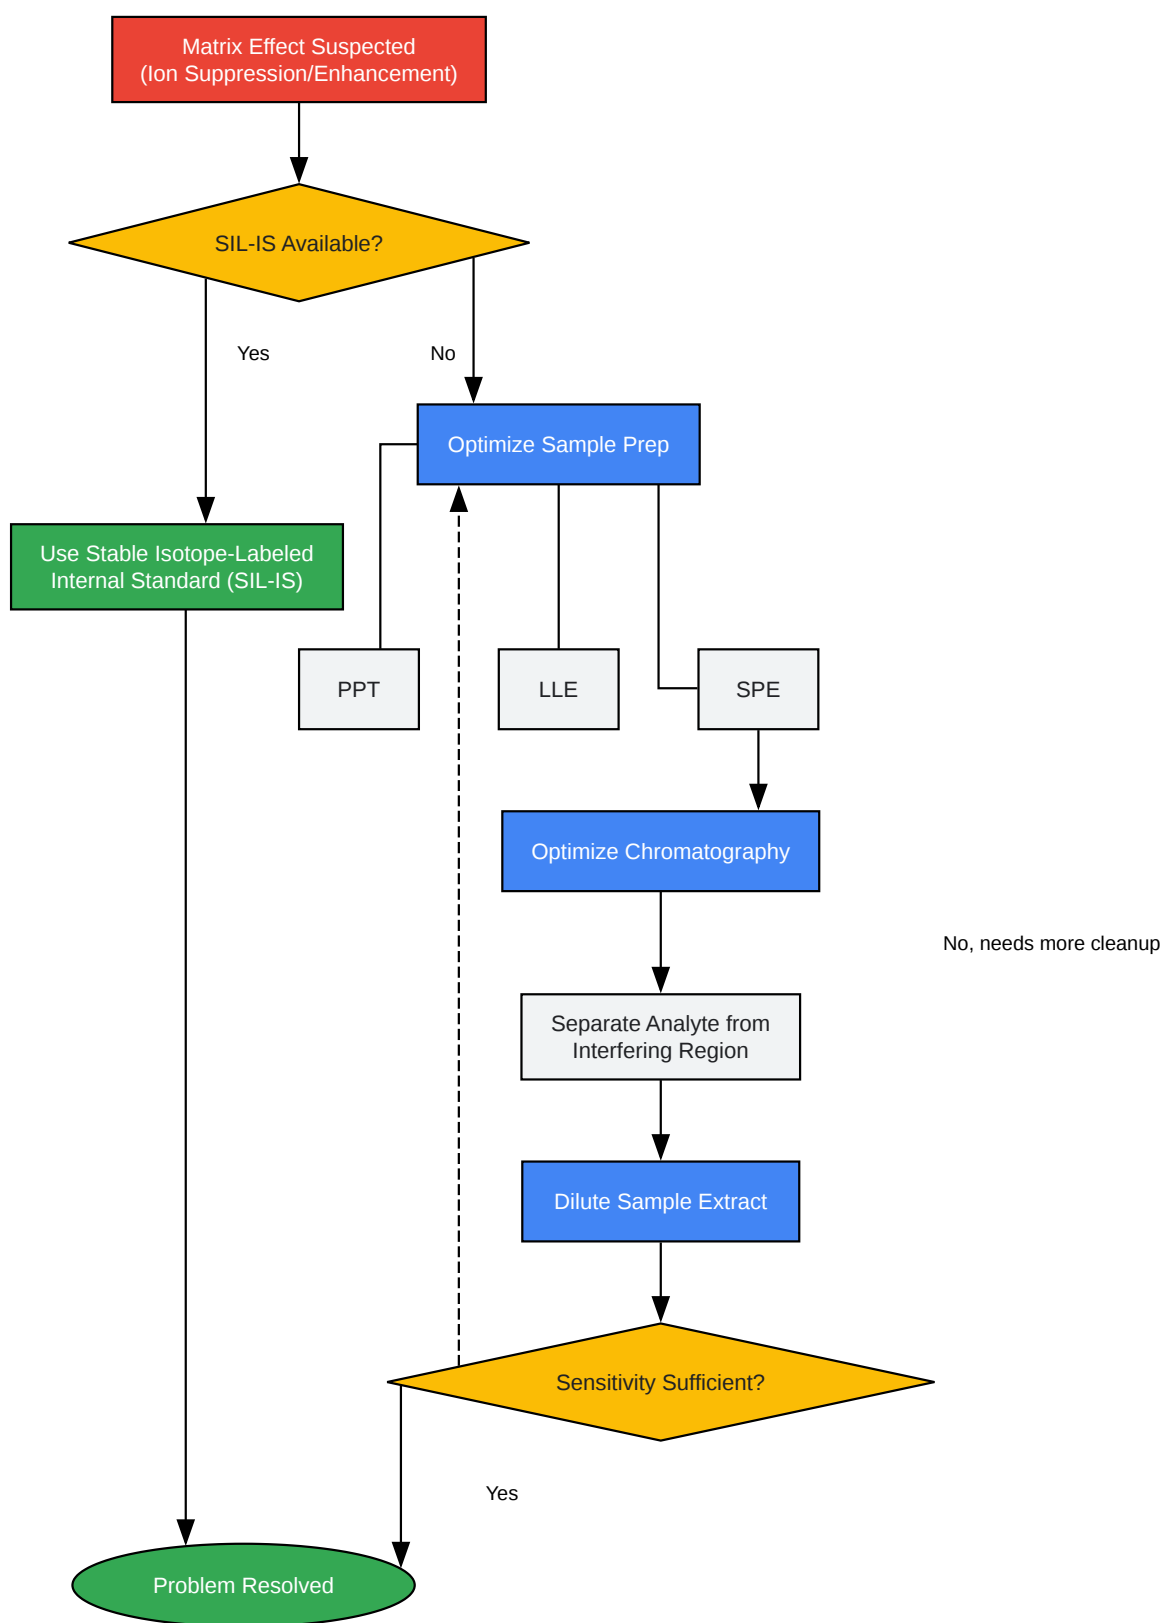 Matrix Effect Suspected
(Ion Suppression/Enhancement)
SIL-IS Available?
Yes
No
Optimize Sample Prep
Use Stable Isotope-Labeled
Internal Standard (SIL-IS)
PPT
LLE
SPE
Optimize Chromatography
No, needs more cleanup
Separate Analyte from
Interfering Region
Dilute Sample Extract
Sensitivity Sufficient?
Yes
Problem Resolved